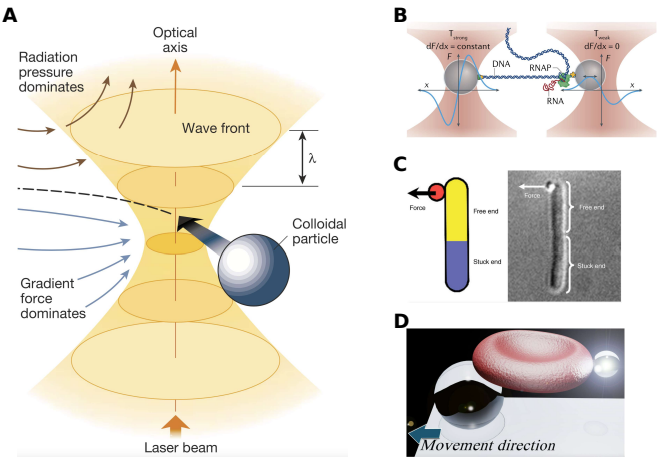 A
Optical
axis
Radiation
pressure
dominates
Wave front
λ
Colloidal
particle
Gradient
force
dominates
Laser beam
B
T strong
dF/dx = constant
F
x
DNA
RNAP
RNA
T weak
dF/dx = 0
F
x
C
Force
Free end
Stuck end
Force
Free end
Stuck end
D
Movement direction